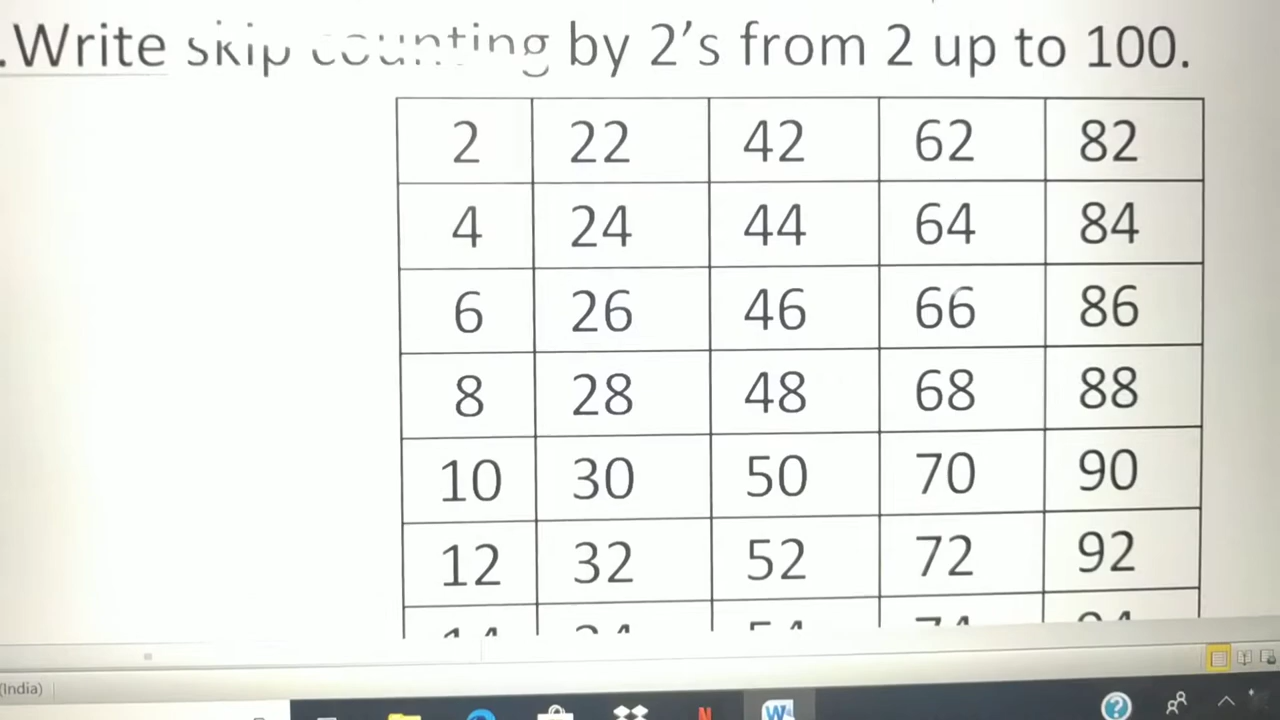 .Write skip counting by 2's from 2 up to 100.
2 22 42 62 82
4 24 44 64 84
6 26 46 66 86
8 28 48 68 88
10 30 50 70 90
12 32 52 72 92
(India)